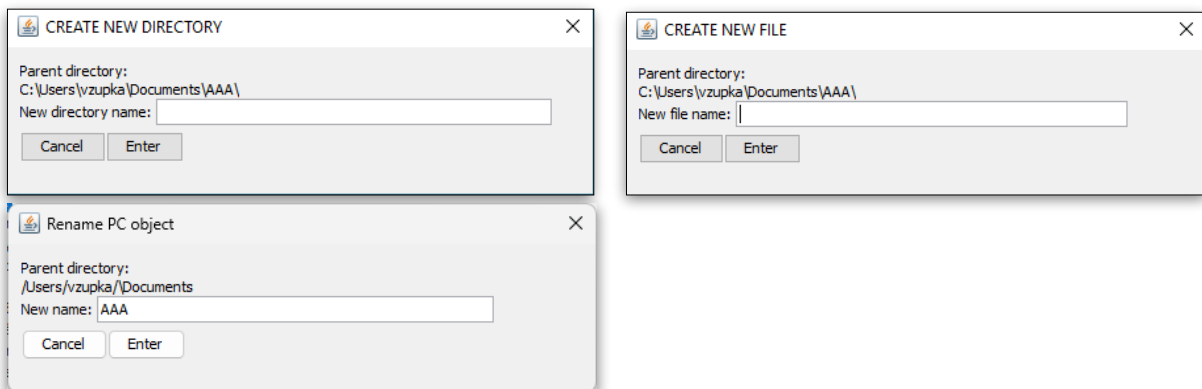 CREATE NEW DIRECTORY
Parent directory:
C:\Users\vzupka\Documents\AAA\
New directory name:
Cancel Enter
CREATE NEW FILE
Parent directory:
C:\Users\vzupka\Documents\AAA\
New file name:
Cancel Enter
Rename PC object
Parent directory:
/Users/vzupka/\Documents
New name: AAA
Cancel Enter